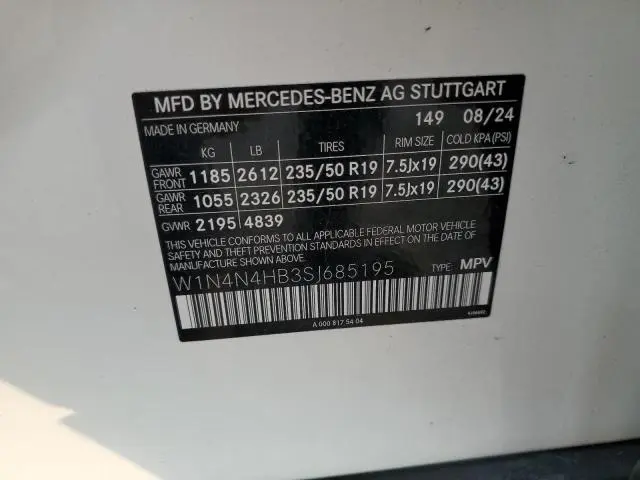 MFD BY MERCEDES-BENZ AG STUTTGART
149 08/24
MADE IN GERMANY
KG LB TIRES RIM SIZE COLD KPA(PSI)
GAWR FRONT 1185 2612 235/50 R19 7.5Jx19 290(43)
GAWR REAR 1055 2326 235/50 R19 7.5Jx19 290(43)
GVWR 2195 4839
THIS VEHICLE CONFORMS TO ALL APPLICABLE FEDERAL MOTOR VEHICLE
SAFETY AND THEFT PREVENTION STANDARDS IN EFFECT ON THE DATE OF
MANUFACTURE SHOWN ABOVE.
W1N4N4HB3SJ685195 TYPE: MPV
A 000 817 54 04